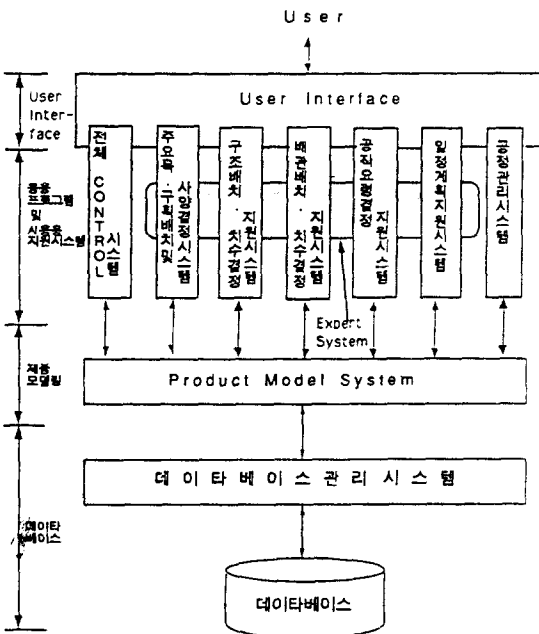 User
User Interface
User
Inter-
face
전체 CONTROL
시스템
주요목·구획배치및
사양결정시스템
구조배치·치수결정
지원시스템
배관배치·치수결정
지원시스템
공작요령결정
지원시스템
일정계획지원시스템
공정관리시스템
응용
프로그램
및
사용용
지원시스템
Expert
System
제품
모델링
Product Model System
데이타베이스관리시스템
데이타
베이스
데이타베이스